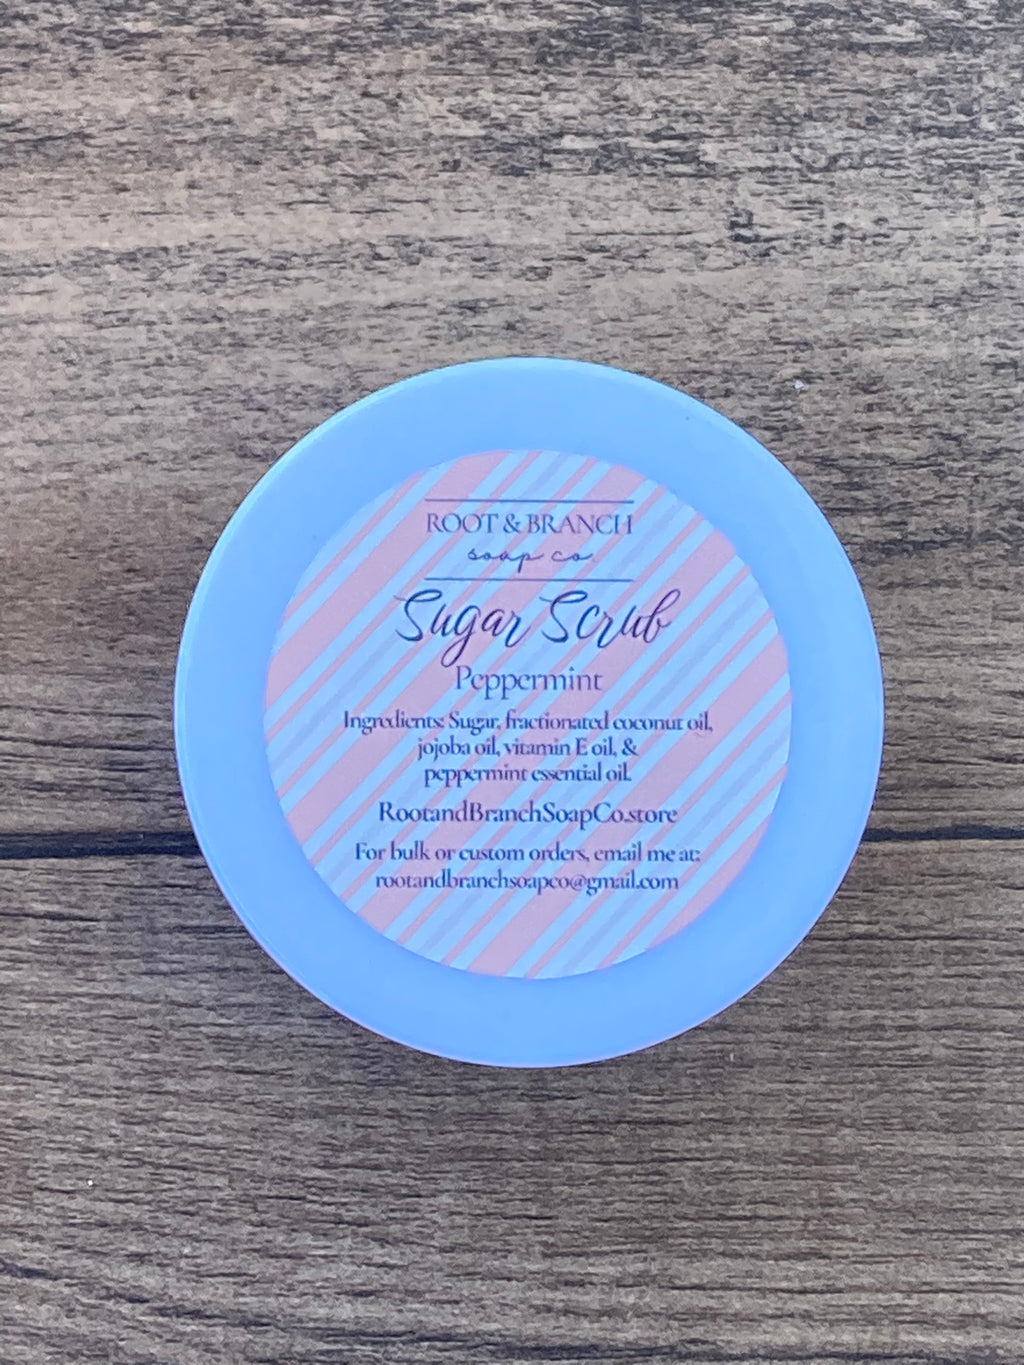 ROOT & BRANCH
soap co.
Sugar Scrub
Peppermint
Ingredients: Sugar, fractionated coconut oil,
jojoba oil, vitamin E oil, &
peppermint essential oil.
RootandBranchSoapCo.store
For bulk or custom orders, email me at:
rootandbranchsoapco@gmail.com